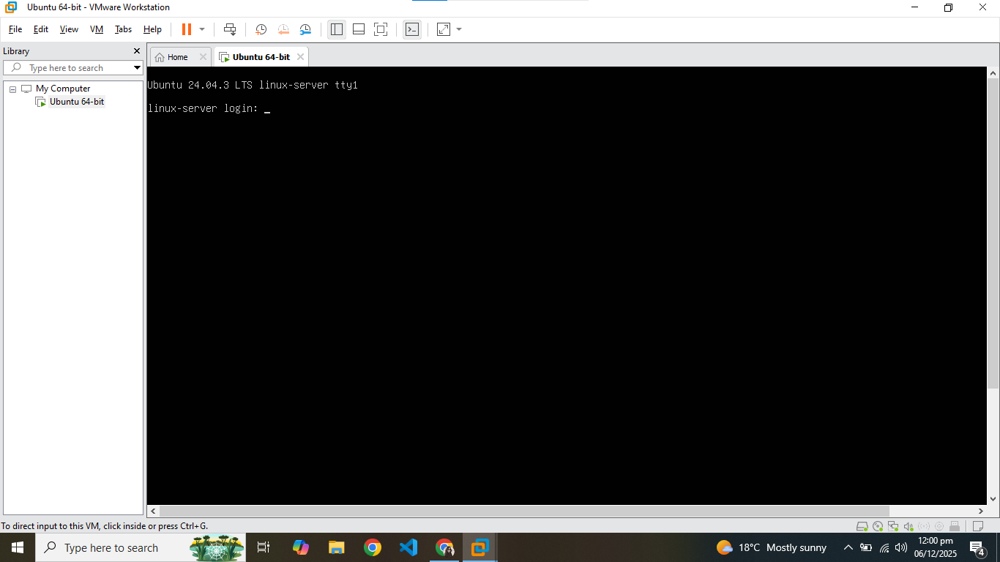 Ubuntu 64-bit - VMware Workstation
File Edit View VM Tabs Help
Library
Type here to search
My Computer
Ubuntu 64-bit
Home
Ubuntu 64-bit
Ubuntu 24.04.3 LTS linux-server tty1
linux-server login: _
To direct input to this VM, click inside or press Ctrl+G.
Type here to search
18°C Mostly sunny
12:00 pm
06/12/2025
4